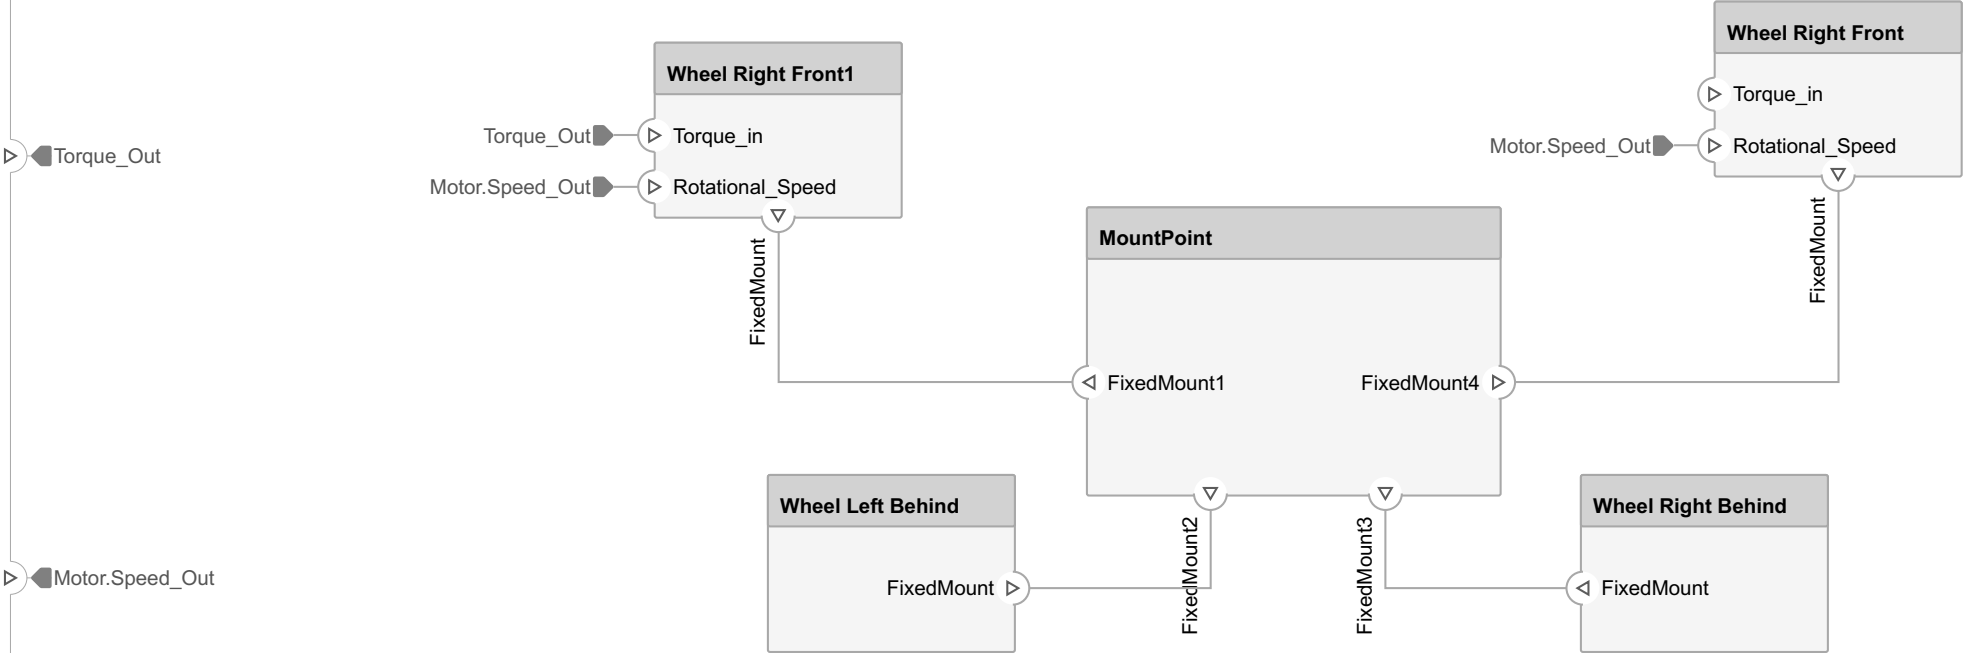 Wheel Right Front
Torque_in
Motor.Speed_Out
Rotational_Speed
FixedMount
Wheel Right Front1
Torque_Out
Torque_in
Motor.Speed_Out
Rotational_Speed
FixedMount
Torque_Out
MountPoint
FixedMount1
FixedMount4
FixedMount2
FixedMount3
Wheel Left Behind
FixedMount
Wheel Right Behind
FixedMount
Motor.Speed_Out